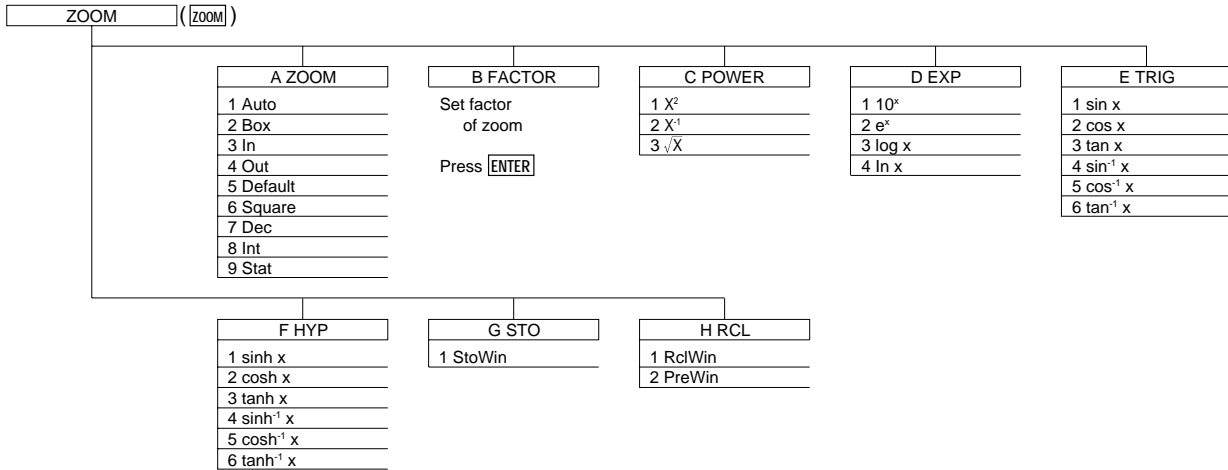 ZOOM (ZOOM)
A ZOOM
1 Auto
2 Box
3 In
4 Out
5 Default
6 Square
7 Dec
8 Int
9 Stat
B FACTOR
Set factor
of zoom
Press ENTER
C POWER
1 X²
2 X⁻¹
3 √X
D EXP
1 10ˣ
2 eˣ
3 log x
4 ln x
E TRIG
1 sin x
2 cos x
3 tan x
4 sin⁻¹ x
5 cos⁻¹ x
6 tan⁻¹ x
F HYP
1 sinh x
2 cosh x
3 tanh x
4 sinh⁻¹ x
5 cosh⁻¹ x
6 tanh⁻¹ x
G STO
1 StoWin
H RCL
1 RclWin
2 PreWin